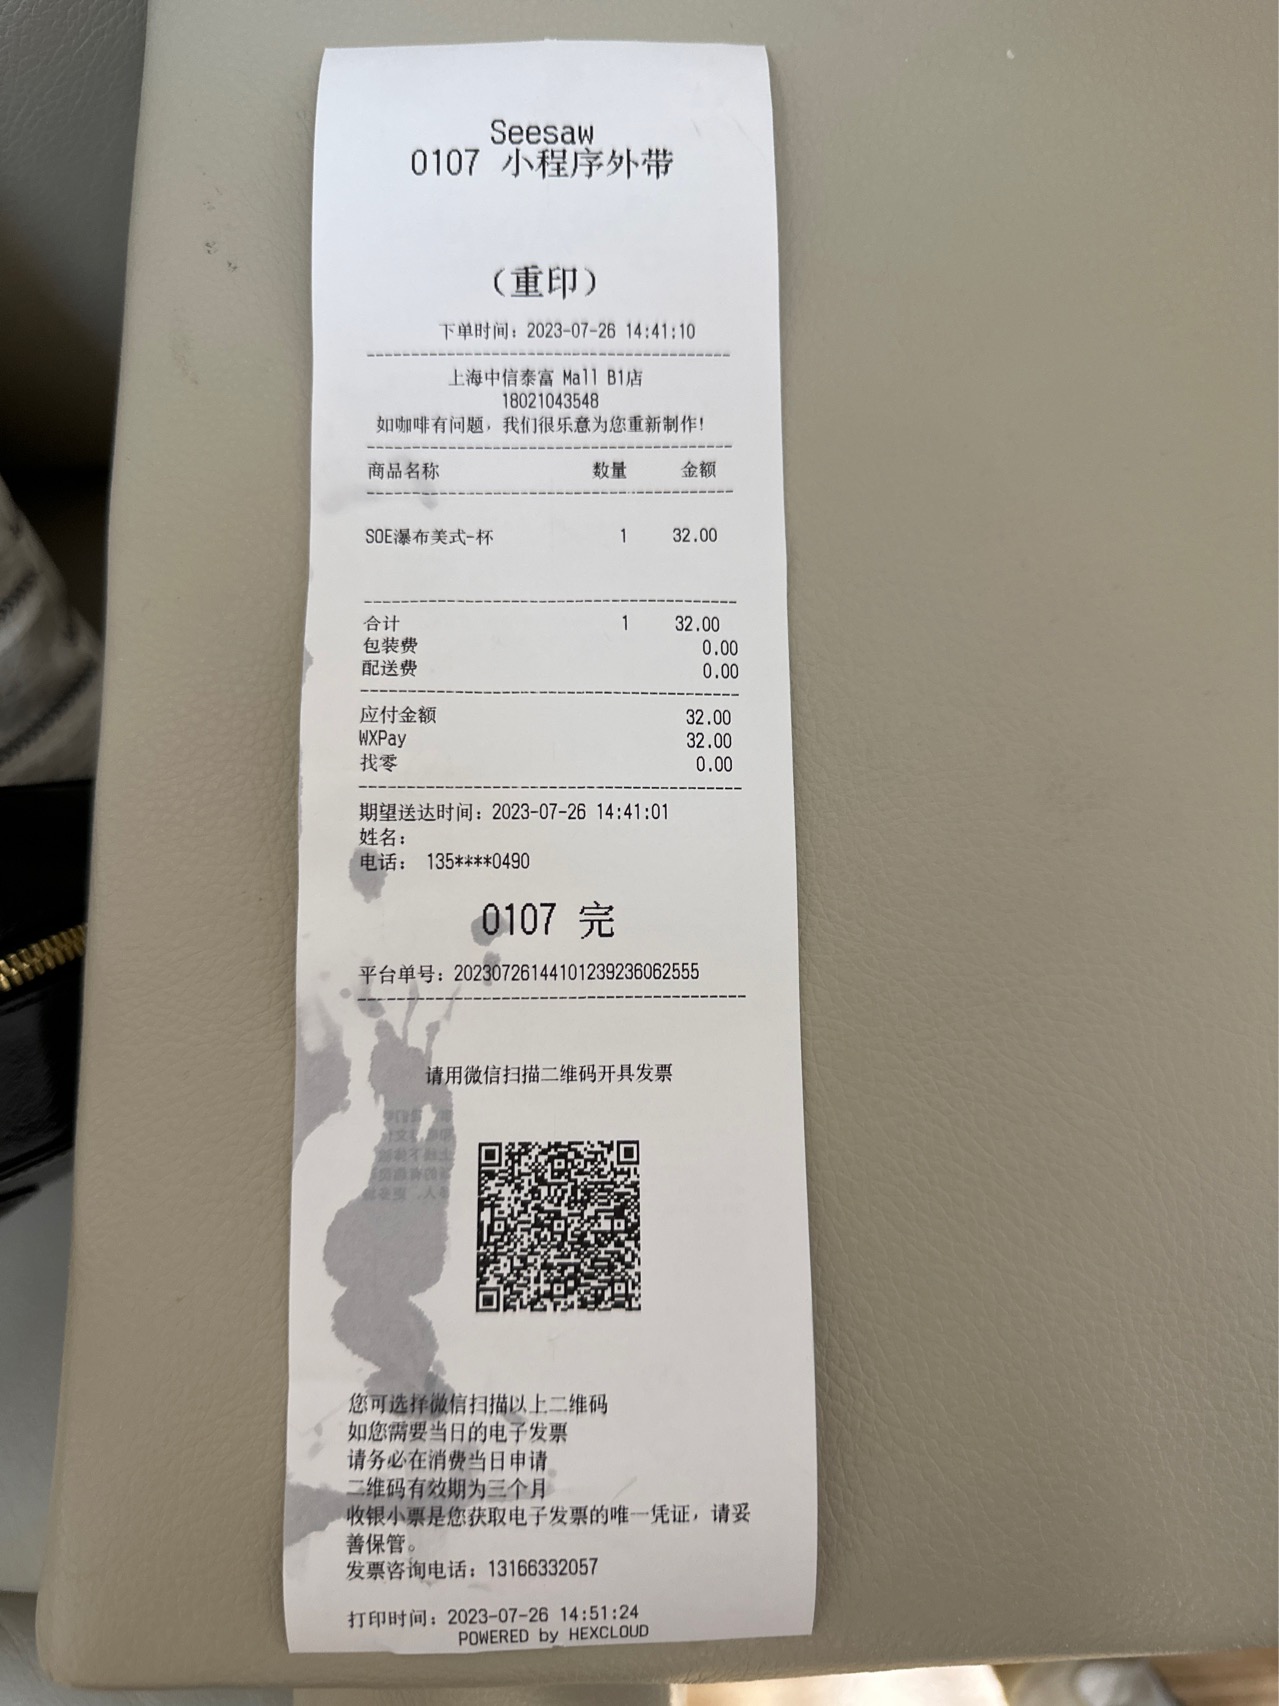 Seesaw
0107 小程序外带
(重印)
下单时间: 2023-07-26 14:41:10
上海中信泰富 Mall B1店
18021043548
如咖啡有问题，我们很乐意为您重新制作!
商品名称 数量 金额
SOE瀑布美式-杯 1 32.00
合计 1 32.00
包装费 0.00
配送费 0.00
应付金额 32.00
WXPay 32.00
找零 0.00
期望送达时间: 2023-07-26 14:41:01
姓名:
电话: 135****0490
0107 完
平台单号: 20230726144101239236062555
请用微信扫描二维码开具发票
您可选择微信扫描以上二维码
如您需要当日的电子发票
请务必在消费当日申请
二维码有效期为三个月
收银小票是您获取电子发票的唯一凭证，请妥
善保管。
发票咨询电话: 13166332057
打印时间: 2023-07-26 14:51:24
POWERED by HEXCLOUD